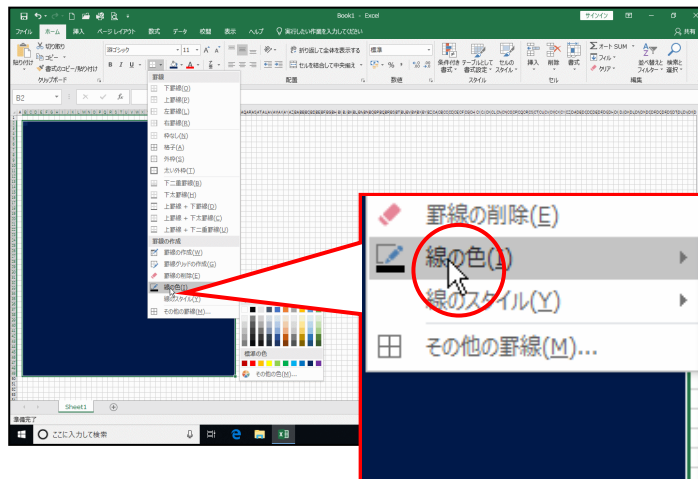 Book1 - Excel
サインイン
ファイル ホーム 挿入 ページレイアウト 数式 データ 校閲 表示 ヘルプ 実行したい作業を入力してください 共有
切り取り
コピー
貼り付け 書式のコピー/貼り付け
クリップボード
游ゴシック 11
B I U
折り返して全体を表示する
セルを結合して中央揃え
配置
標準
数値
条件付き書式 テーブルとして書式設定 セルのスタイル
スタイル
挿入 削除 書式
セル
オート SUM
フィル
クリア
並べ替えとフィルター 検索と選択
編集
B2
罫線
下罫線(O)
上罫線(P)
左罫線(L)
右罫線(R)
枠なし(N)
格子(A)
外枠(S)
太い外枠(T)
下二重罫線(B)
下太罫線(H)
上罫線 + 下罫線(D)
上罫線 + 下太罫線(C)
上罫線 + 下二重罫線(U)
罫線の作成
罫線の作成(W)
罫線グリッドの作成(G)
罫線の削除(E)
線の色(I)
線のスタイル(Y)
その他の罫線(M)...
標準の色
その他の色(M)...
罫線の削除(E)
線の色(I)
線のスタイル(Y)
その他の罫線(M)...
Sheet1
準備完了
ここに入力して検索